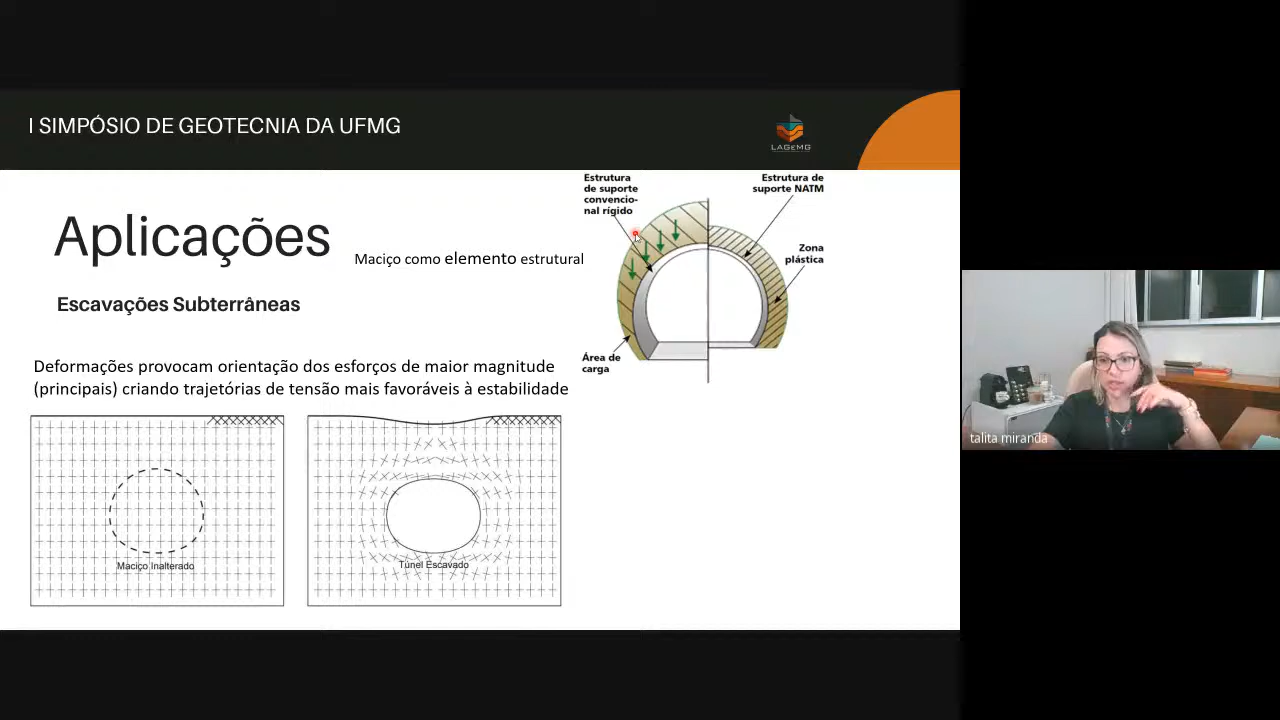 I SIMPÓSIO DE GEOTECNIA DA UFMG
LAGEMG
Aplicações
Maciço como elemento estrutural
Escavações Subterrâneas
Deformações provocam orientação dos esforços de maior magnitude
(principais) criando trajetórias de tensão mais favoráveis à estabilidade
Maciço Inalterado
Túnel Escavado
Estrutura
de suporte
convencio-
nal rígido
Estrutura de
suporte NATM
Zona
plástica
Área de
carga
talita miranda